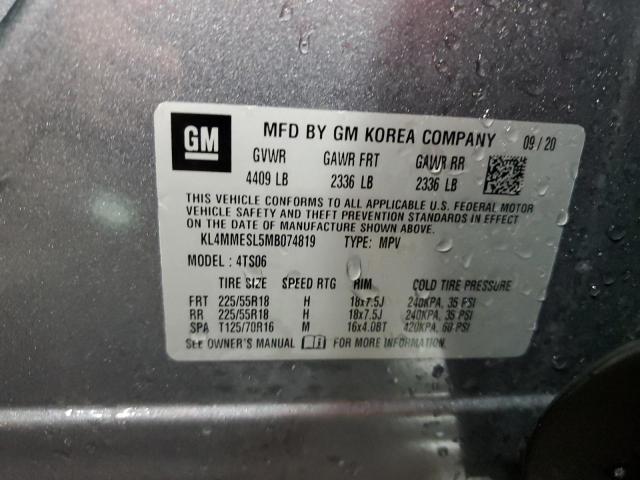 GM MFD BY GM KOREA COMPANY 09/20
GVWR GAWR FRT GAWR RR
4409 LB 2336 LB 2336 LB
THIS VEHICLE CONFORMS TO ALL APPLICABLE U.S. FEDERAL MOTOR
VEHICLE SAFETY AND THEFT PREVENTION STANDARDS IN EFFECT
ON THE DATE OF MANUFACTURE SHOWN ABOVE.
KL4MMESL5MB074819 TYPE: MPV
MODEL: 4TS06
TIRE SIZE SPEED RTG RIM COLD TIRE PRESSURE
FRT 225/55R18 H 18x7.5J 240KPA, 35 PSI
RR 225/55R18 H 18x7.5J 240KPA, 35 PSI
SPA T125/70R16 M 16x4.0BT 420KPA, 60 PSI
SEE OWNER'S MANUAL FOR MORE INFORMATION.